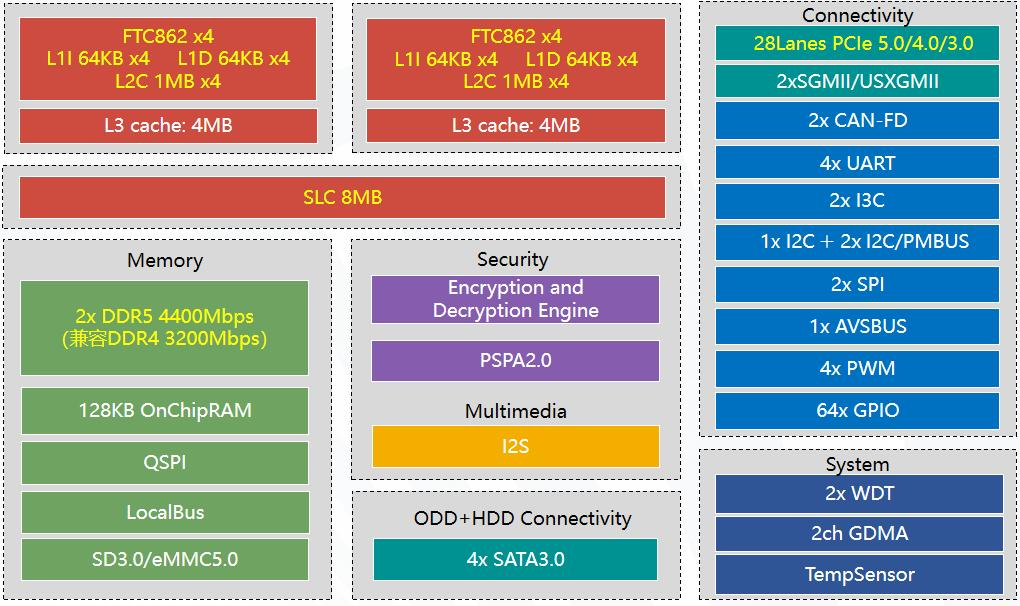 FTC862 x4
L1I 64KB x4 L1D 64KB x4
L2C 1MB x4
L3 cache: 4MB
FTC862 x4
L1I 64KB x4 L1D 64KB x4
L2C 1MB x4
L3 cache: 4MB
SLC 8MB
Memory
2x DDR5 4400Mbps
(兼容DDR4 3200Mbps)
128KB OnChipRAM
QSPI
LocalBus
SD3.0/eMMC5.0
Security
Encryption and
Decryption Engine
PSPA2.0
Multimedia
I2S
ODD+HDD Connectivity
4x SATA3.0
Connectivity
28Lanes PCIe 5.0/4.0/3.0
2xSGMII/USXGMII
2x CAN-FD
4x UART
2x I3C
1x I2C + 2x I2C/PMBUS
2x SPI
1x AVSBUS
4x PWM
64x GPIO
System
2x WDT
2ch GDMA
TempSensor